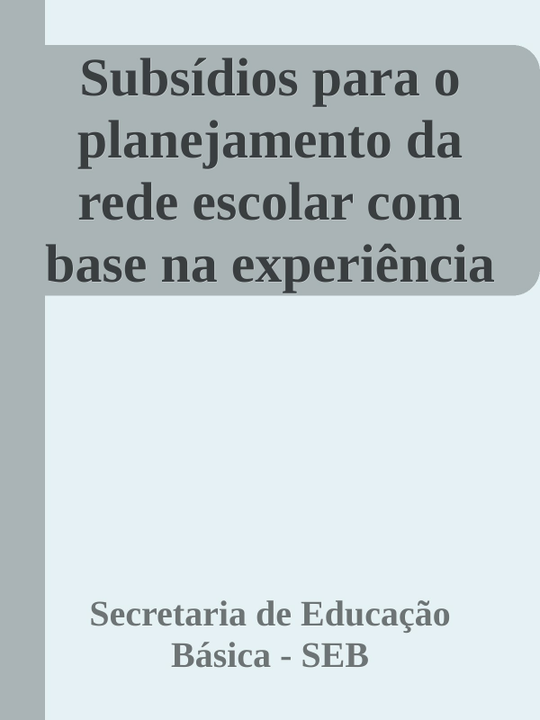 Subsídios para o
planejamento da
rede escolar com
base na experiência
Secretaria de Educação
Básica - SEB